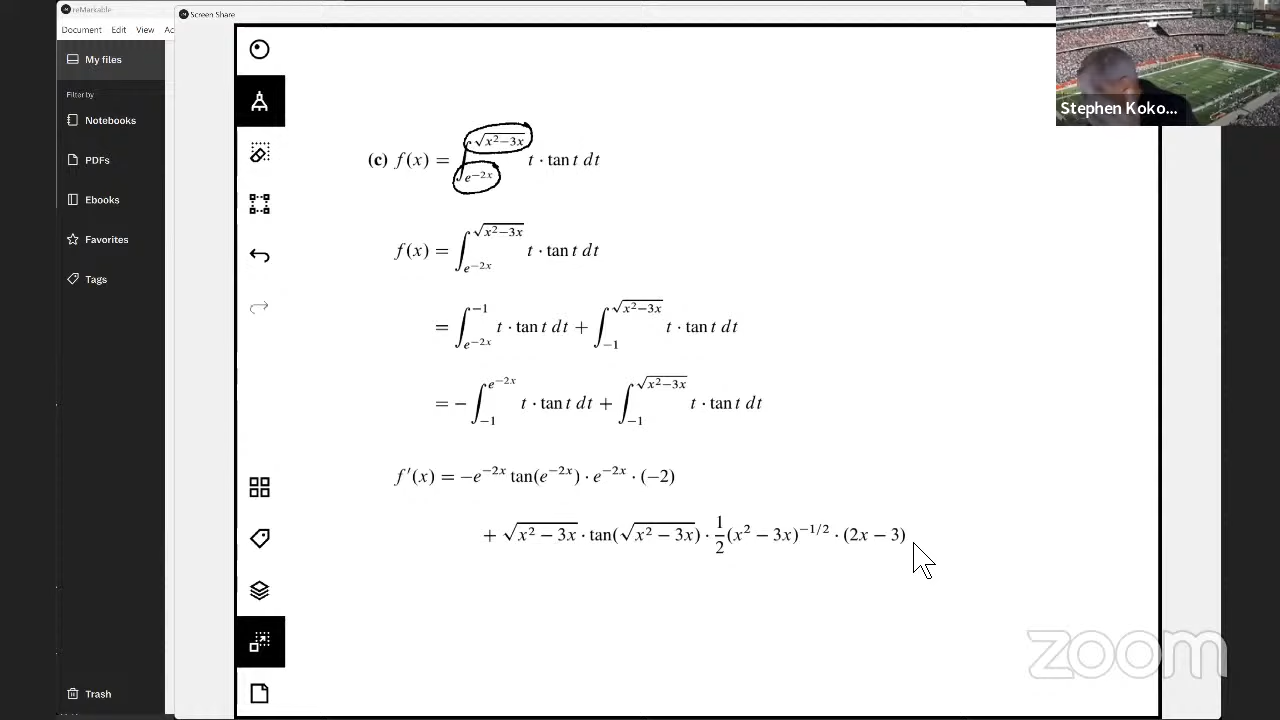 reMarkable
Screen Share
Document Edit View
My files
Filter by
Notebooks
PDFs
Ebooks
Favorites
Tags
Trash
Stephen Koko...
(c) f(x) = ∫_{e^{−2x}}^{√(x²−3x)} t · tan t dt
f(x) = ∫_{e^{−2x}}^{√(x²−3x)} t · tan t dt
= ∫_{e^{−2x}}^{−1} t · tan t dt + ∫_{−1}^{√(x²−3x)} t · tan t dt
= − ∫_{−1}^{e^{−2x}} t · tan t dt + ∫_{−1}^{√(x²−3x)} t · tan t dt
f′(x) = −e^{−2x} tan(e^{−2x}) · e^{−2x} · (−2)
+ √(x² − 3x) · tan(√(x² − 3x)) · 1/2 (x² − 3x)^{−1/2} · (2x − 3)
zoom